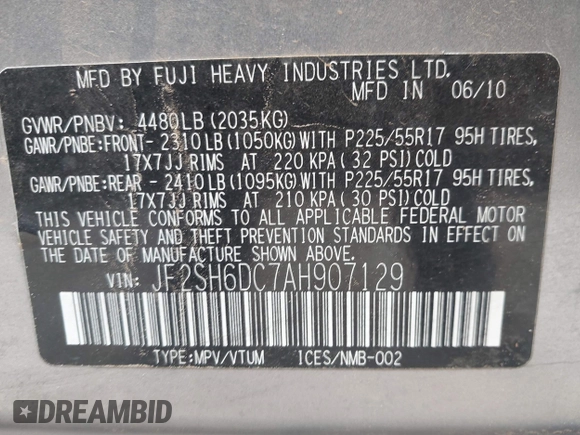 MFD BY FUJI HEAVY INDUSTRIES LTD.
MFD IN 06/10
GVWR/PNBV: 4480LB (2035KG)
GAWR/PNBE:FRONT- 2310LB(1050KG)WITH P225/55R17 95H TIRES,
17X7JJ RIMS AT 220 KPA( 32 PSI)COLD
GAWR/PNBE:REAR - 2410LB(1095KG)WITH P225/55R17 95H TIRES,
17X7JJ RIMS AT 210 KPA( 30 PSI)COLD
THIS VEHICLE CONFORMS TO ALL APPLICABLE FEDERAL MOTOR
VEHICLE SAFETY AND THEFT PREVENTION STANDARDS IN EFFECT
ON THE DATE OF MANUFACTURE SHOWN ABOVE.
VIN: JF2SH6DC7AH907129
TYPE:MPV/VTUM ICES/NMB-002
DREAMBID